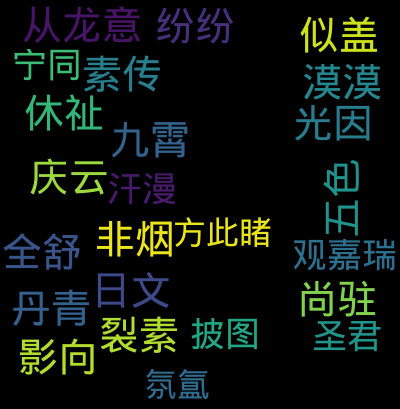 从龙意 纷纷
似盖
宁同 素传
漠漠
休祉
光因
九霄
庆云
汗漫
五色
非烟 方此睹
全舒
观嘉瑞
日文
尚驻
丹青
裂素 披图
圣君
影向
氛氲